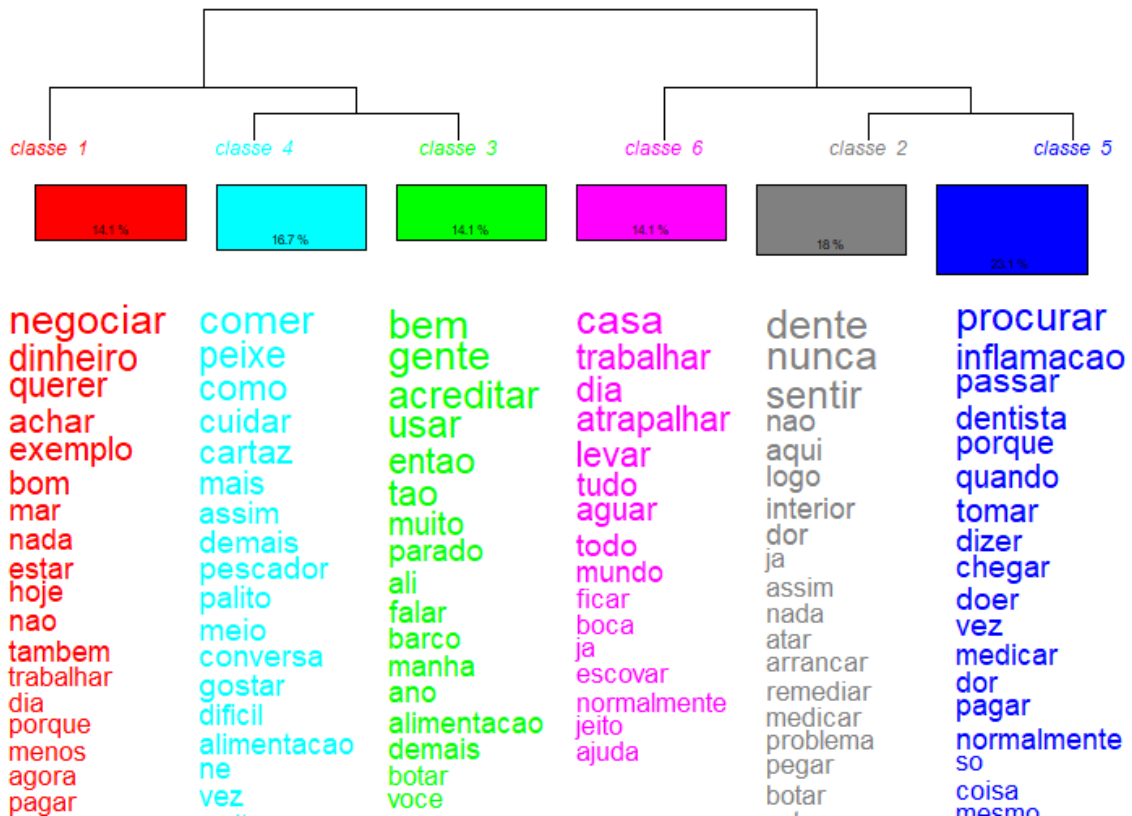 classe 1
classe 4
classe 3
classe 6
classe 2
classe 5
14.1 %
16.7 %
14.1 %
14.1 %
18 %
23.1 %
negociar
dinheiro
querer
achar
exemplo
bom
mar
nada
estar
hoje
nao
tambem
trabalhar
dia
porque
menos
agora
pagar
comer
peixe
como
cuidar
cartaz
mais
assim
demais
pescador
palito
meio
conversa
gostar
dificil
alimentacao
ne
vez
bem
gente
acreditar
usar
entao
tao
muito
parado
ali
falar
barco
manha
ano
alimentacao
demais
botar
voce
casa
trabalhar
dia
atrapalhar
levar
tudo
aguar
todo
mundo
ficar
boca
ja
escovar
normalmente
jeito
ajuda
dente
nunca
sentir
nao
aqui
logo
interior
dor
ja
assim
nada
atar
arrancar
remediar
medicar
problema
pegar
botar
procurar
inflamacao
passar
dentista
porque
quando
tomar
dizer
chegar
doer
vez
medicar
dor
pagar
normalmente
so
coisa
mesmo